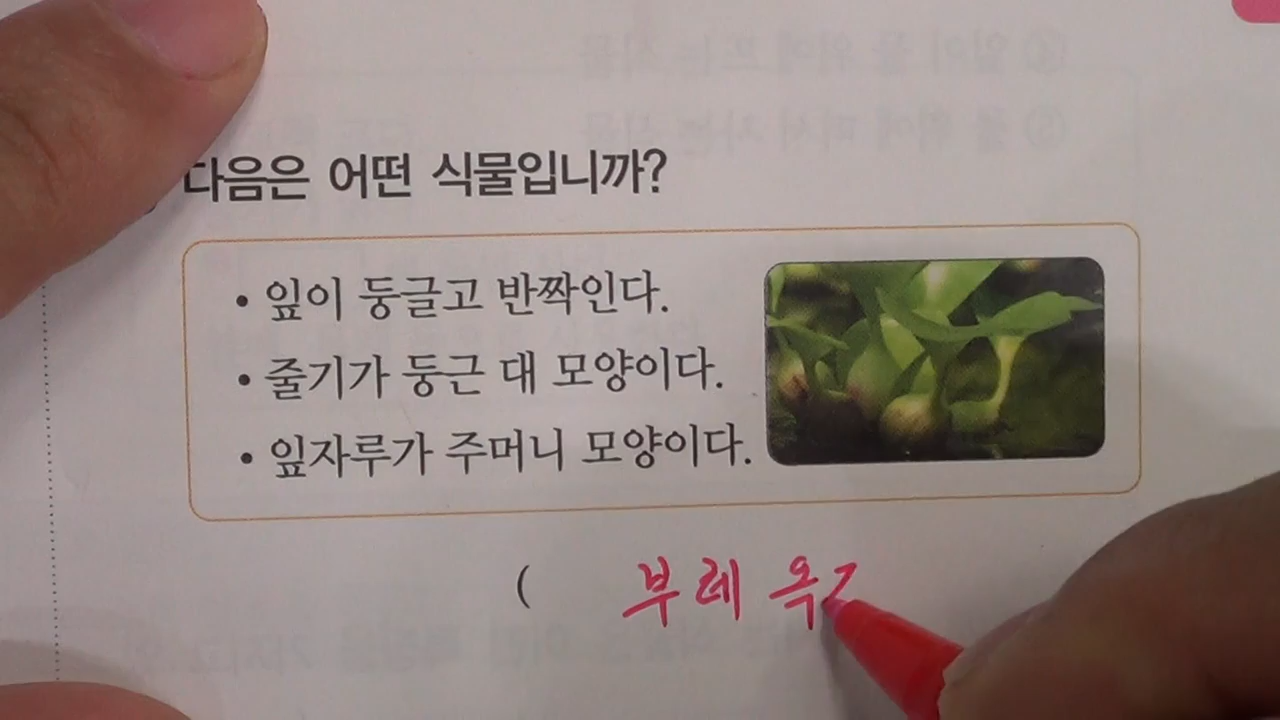 다음은 어떤 식물입니까?
• 잎이 둥글고 반짝인다.
• 줄기가 둥근 대 모양이다.
• 잎자루가 주머니 모양이다.
( 부레 옥